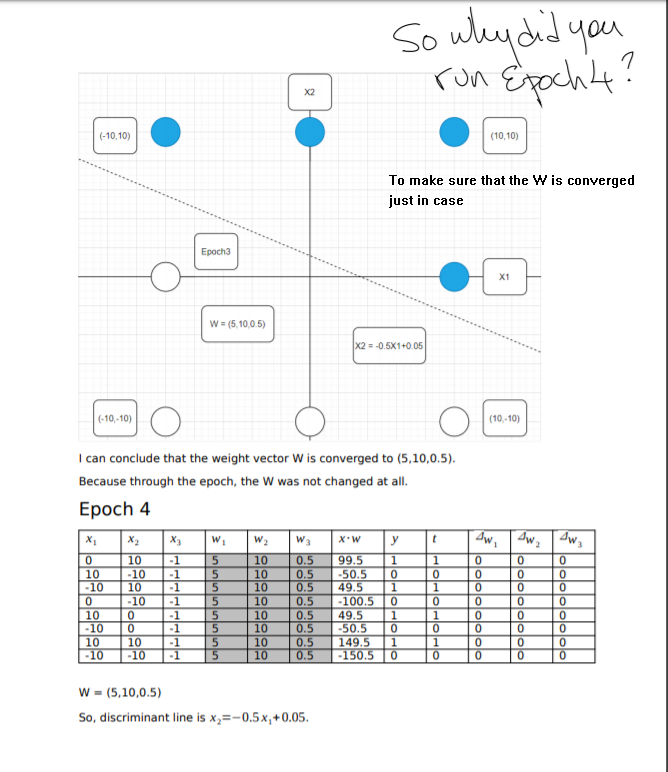 So why did you
run Epoch 4?
X2
(-10,10)
(10,10)
To make sure that the W is converged
just in case
Epoch3
X1
W = (5,10,0.5)
X2 = -0.5X1+0.05
(-10,-10)
(10,-10)
I can conclude that the weight vector W is converged to (5,10,0.5).
Because through the epoch, the W was not changed at all.
Epoch 4
x₁ x₂ x₃ w₁ w₂ w₃ x·w y t Δw₁ Δw₂ Δw₃
0 10 -1 5 10 0.5 99.5 1 1 0 0 0
10 -10 -1 5 10 0.5 -50.5 0 0 0 0 0
-10 10 -1 5 10 0.5 49.5 1 1 0 0 0
0 -10 -1 5 10 0.5 -100.5 0 0 0 0 0
10 0 -1 5 10 0.5 49.5 1 1 0 0 0
-10 0 -1 5 10 0.5 -50.5 0 0 0 0 0
10 10 -1 5 10 0.5 149.5 1 1 0 0 0
-10 -10 -1 5 10 0.5 -150.5 0 0 0 0 0
W = (5,10,0.5)
So, discriminant line is x₂=−0.5x₁+0.05.